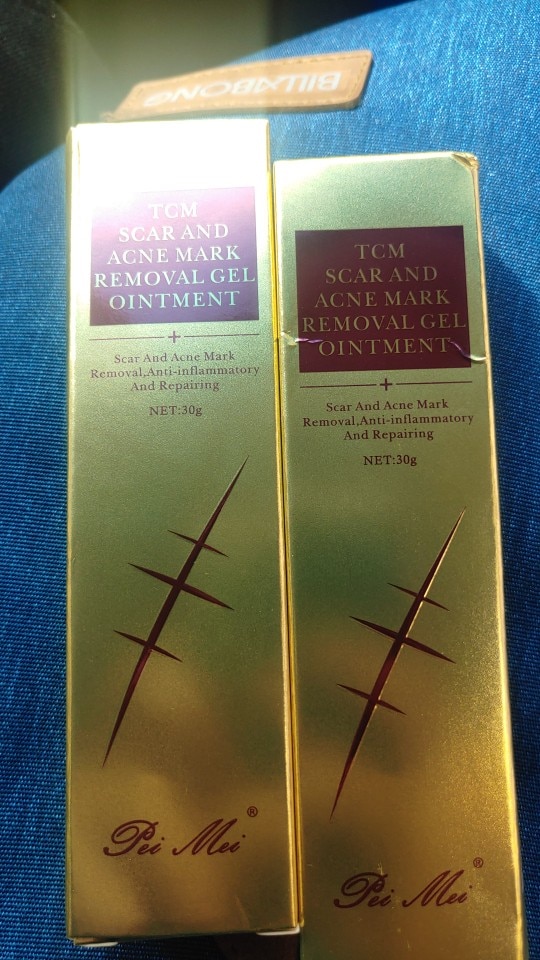 BILLABONG
TCM
SCAR AND
ACNE MARK
REMOVAL GEL
OINTMENT
Scar And Acne Mark
Removal,Anti-inflammatory
And Repairing
NET:30g
Pei Mei ®
TCM
SCAR AND
ACNE MARK
REMOVAL GEL
OINTMENT
Scar And Acne Mark
Removal,Anti-inflammatory
And Repairing
NET:30g
Pei Mei ®